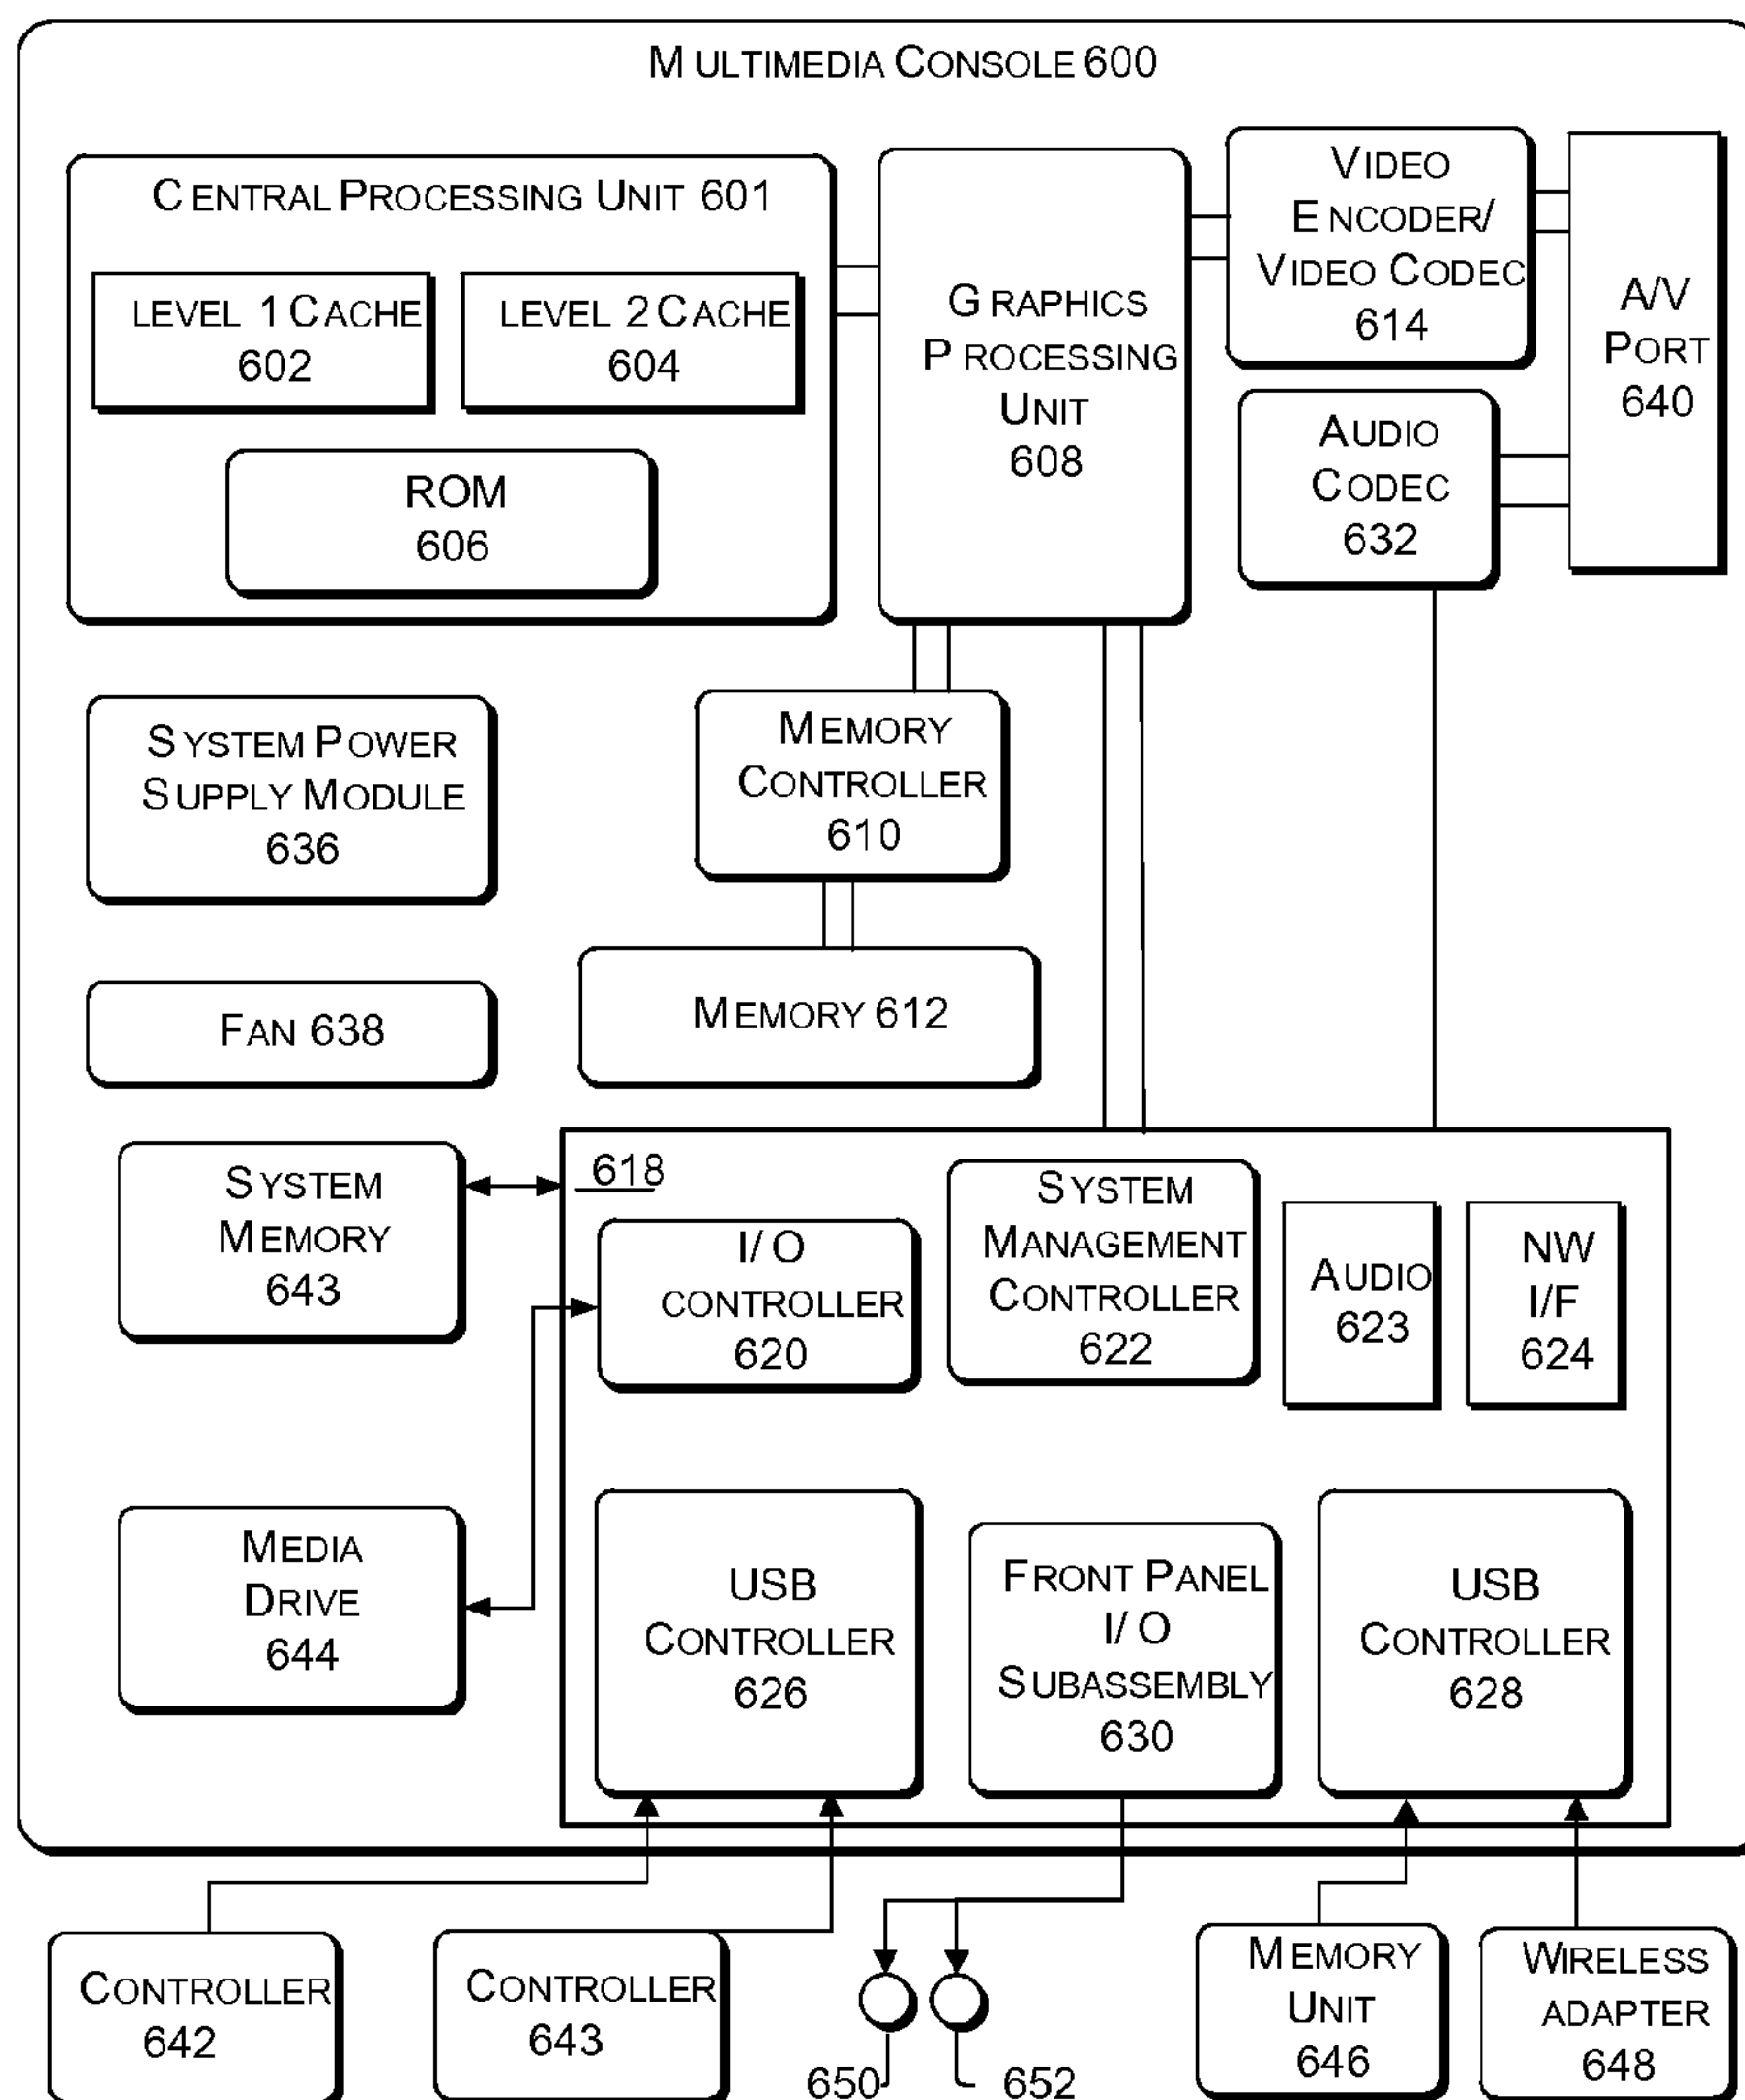 MULTIMEDIA CONSOLE 600
CENTRAL PROCESSING UNIT 601
LEVEL 1 CACHE
602
LEVEL 2 CACHE
604
ROM
606
GRAPHICS
PROCESSING
UNIT
608
VIDEO
ENCODER/
VIDEO CODEC
614
A/V
PORT
640
AUDIO
CODEC
632
SYSTEM POWER
SUPPLY MODULE
636
MEMORY
CONTROLLER
610
FAN 638
MEMORY 612
SYSTEM
MEMORY
643
618
I/O
CONTROLLER
620
SYSTEM
MANAGEMENT
CONTROLLER
622
AUDIO
623
NW
I/F
624
MEDIA
DRIVE
644
USB
CONTROLLER
626
FRONT PANEL
I/O
SUBASSEMBLY
630
USB
CONTROLLER
628
CONTROLLER
642
CONTROLLER
643
650
652
MEMORY
UNIT
646
WIRELESS
ADAPTER
648